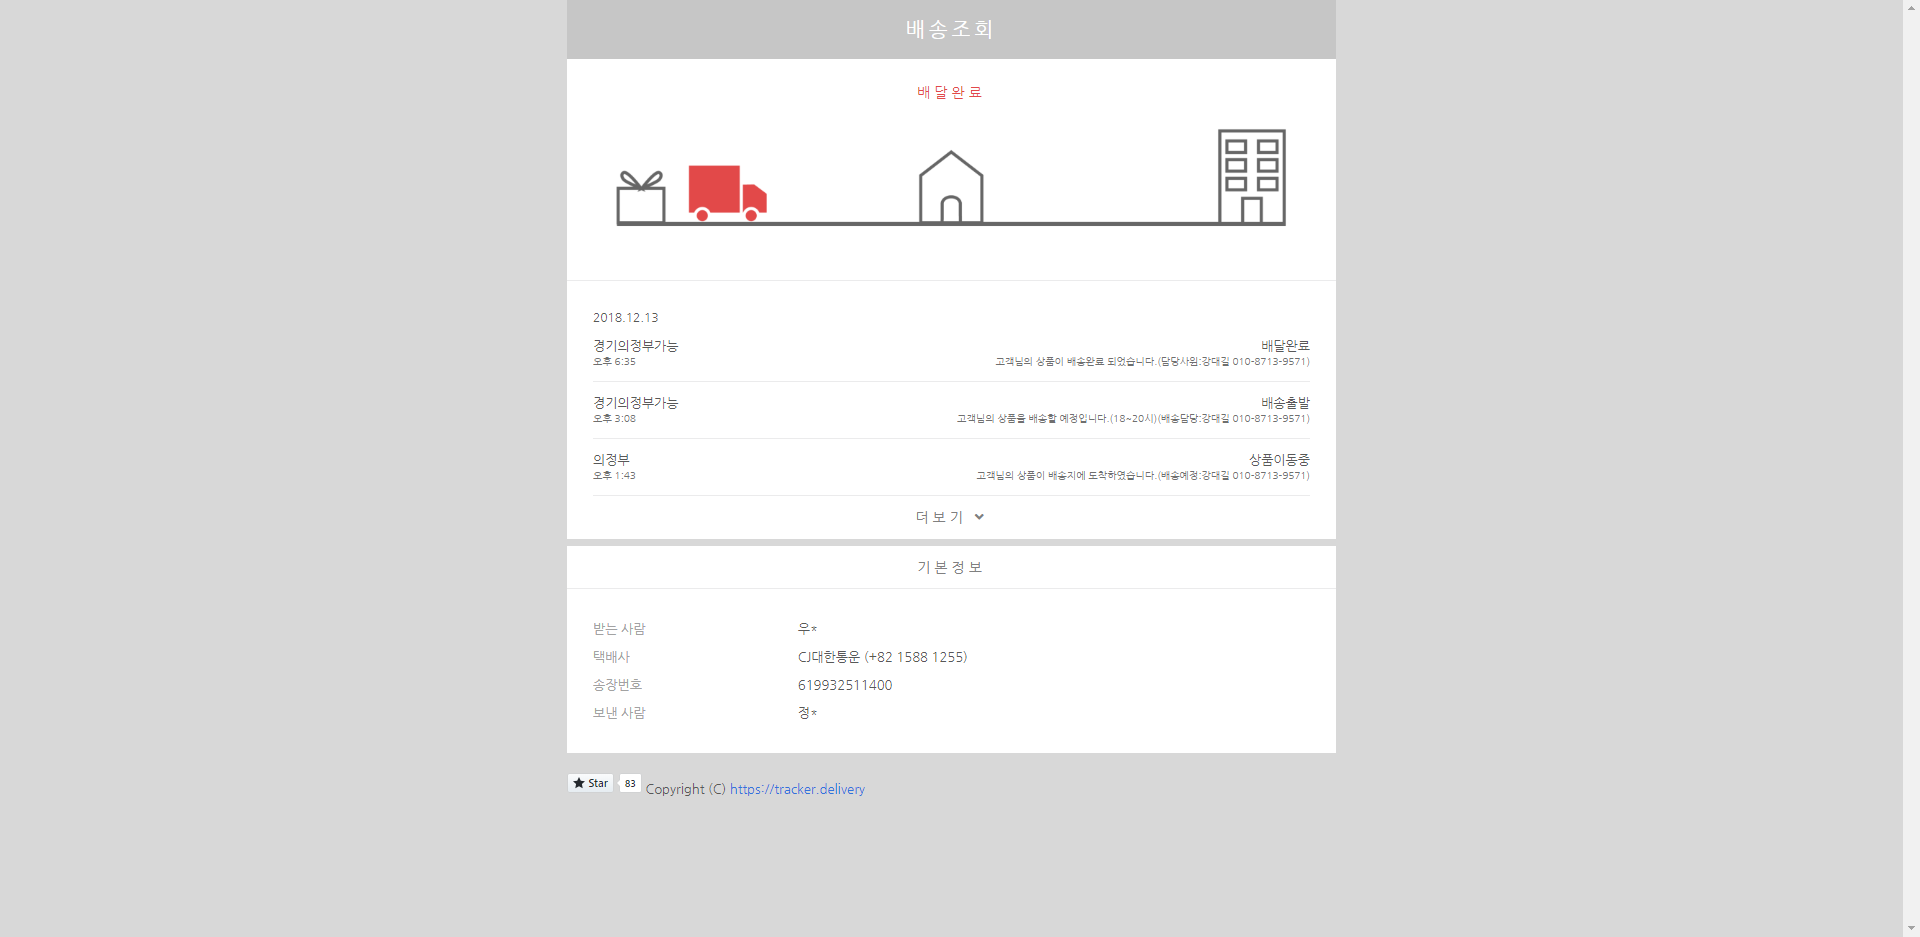 배송조회
배달완료
2018.12.13
경기의정부가능 배달완료
오후 6:35 고객님의 상품이 배송완료 되었습니다.(담당사원:강대길 010-8713-9571)
경기의정부가능 배송출발
오후 3:08 고객님의 상품을 배송할 예정입니다.(18~20시)(배송담당:강대길 010-8713-9571)
의정부 상품이동중
오후 1:43 고객님의 상품이 배송지에 도착하였습니다.(배송예정:강대길 010-8713-9571)
더보기
기본정보
받는 사람 우*
택배사 CJ대한통운 (+82 1588 1255)
송장번호 619932511400
보낸 사람 정*
Star 83 Copyright (C) https://tracker.delivery